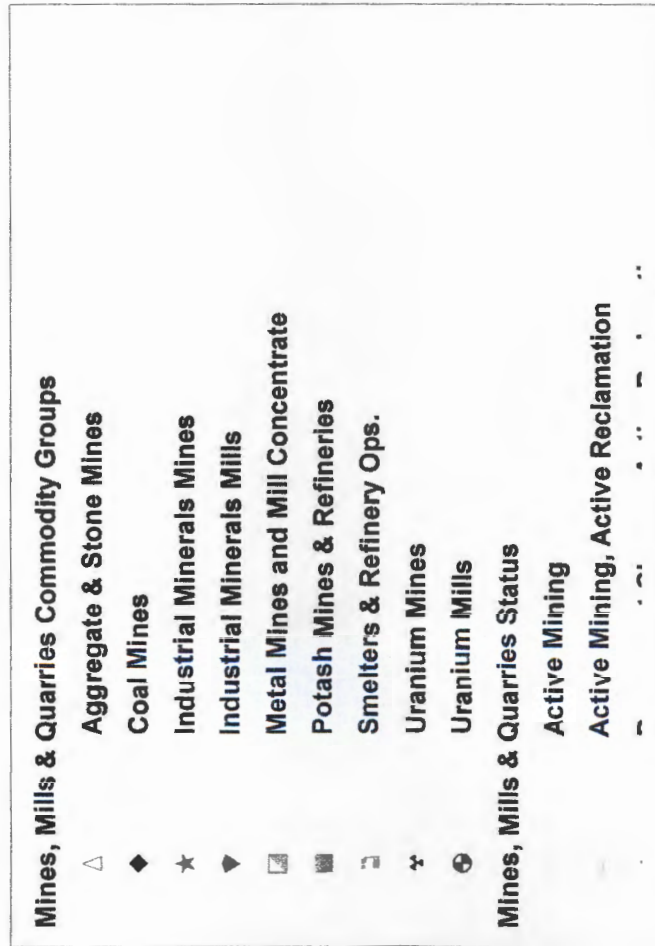 Mines, Mills & Quarries Commodity Groups
Aggregate & Stone Mines
Coal Mines
Industrial Minerals Mines
Industrial Minerals Mills
Metal Mines and Mill Concentrate
Potash Mines & Refineries
Smelters & Refinery Ops.
Uranium Mines
Uranium Mills
Mines, Mills & Quarries Status
Active Mining
Active Mining, Active Reclamation